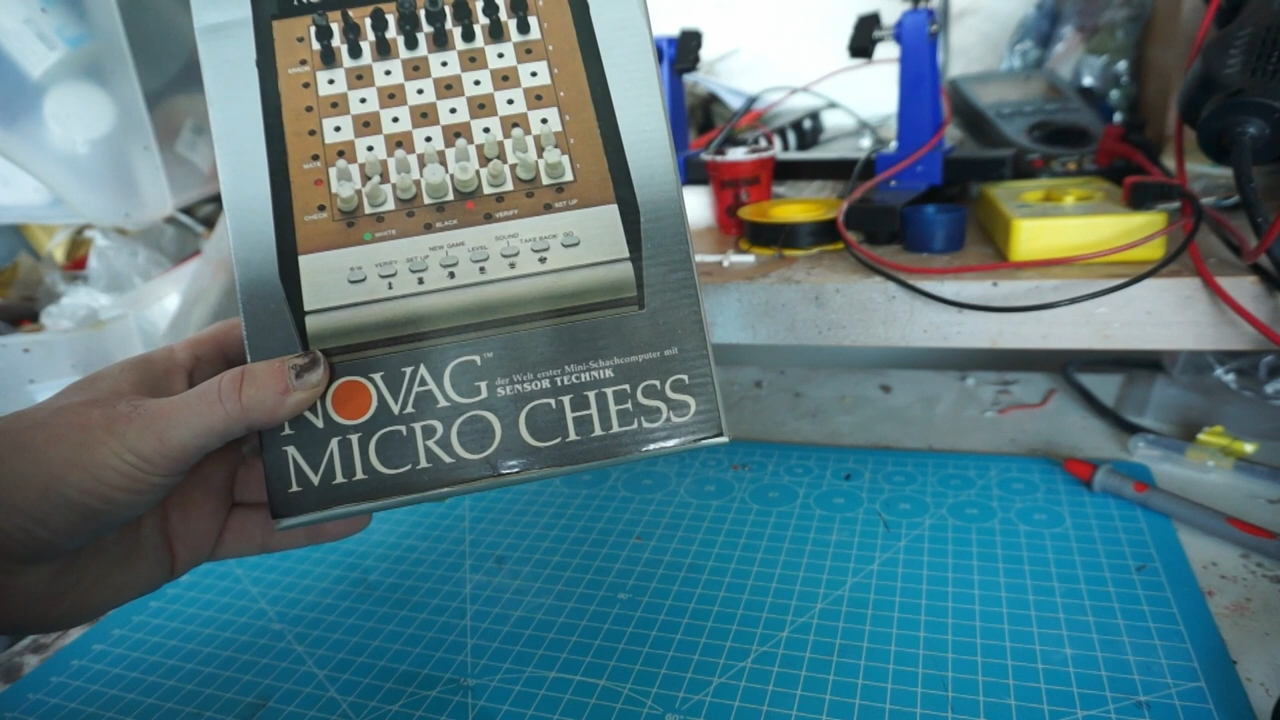 MATE
CHECK
WHITE
BLACK
VERIFY
SET UP
B/W
VERIFY
SET UP
NEW GAME
LEVEL
SOUND
TAKE BACK
GO
NOVAG™
der Welt erster Mini-Schachcomputer mit
SENSOR TECHNIK
MICRO CHESS